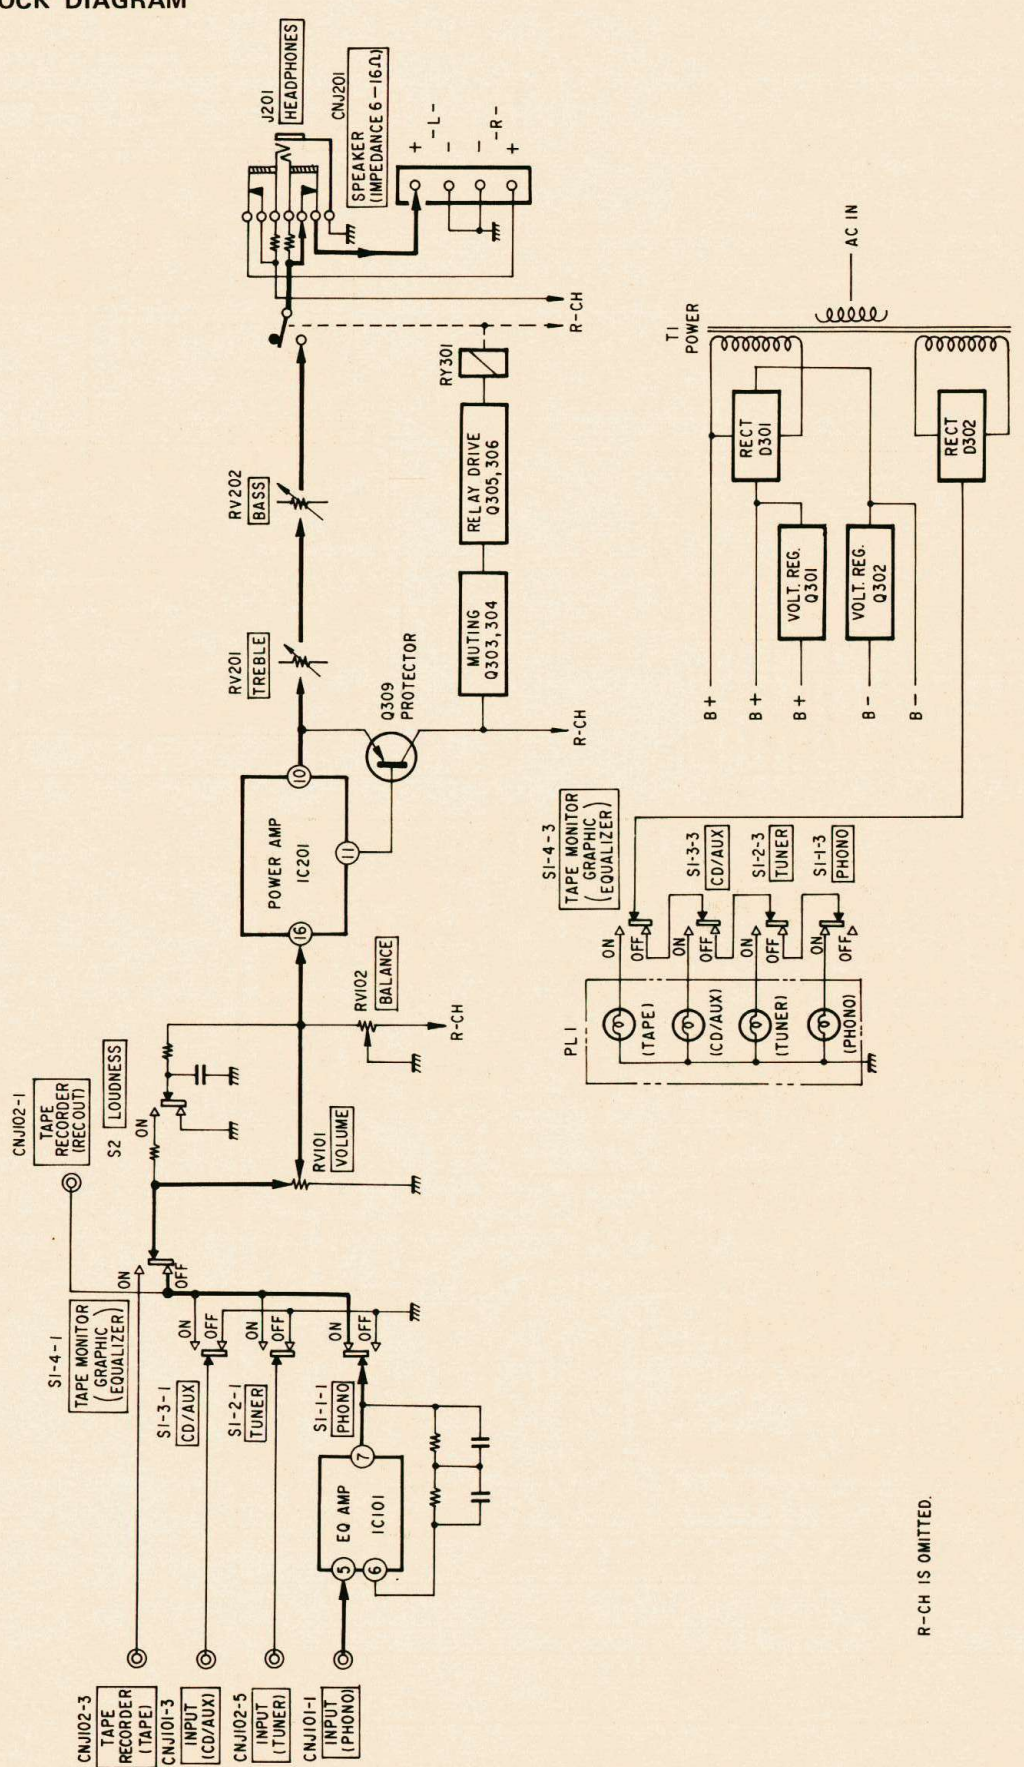 OCK DIAGRAM
CNJ102-3
TAPE
RECORDER
(TAPE)
CNJ101-3
INPUT
(CD/AUX)
CNJ102-5
INPUT
(TUNER)
CNJ101-1
INPUT
(PHONO)
S1-4-1
TAPE MONITOR
(GRAPHIC
EQUALIZER)
ON
OFF
S1-3-1
CD/AUX
ON
OFF
S1-2-1
TUNER
ON
OFF
S1-1-1
PHONO
ON
OFF
5
6
7
EQ AMP
IC101
CNJ102-1
TAPE
RECORDER
(REC OUT)
S2 LOUDNESS
ON
RV101
VOLUME
RV102
BALANCE
R-CH
16
POWER AMP
IC201
10
11
Q309
PROTECTOR
R-CH
RV201
TREBLE
RV202
BASS
MUTING
Q303,304
RELAY DRIVE
Q305,306
RY301
R-CH
J201
HEADPHONES
CNJ201
SPEAKER
(IMPEDANCE 6-16Ω)
+
-L-
-
-
-R-
+
PL1
(TAPE)
(CD/AUX)
(TUNER)
(PHONO)
ON
OFF
ON
OFF
ON
OFF
ON
OFF
S1-4-3
TAPE MONITOR
(GRAPHIC
EQUALIZER)
S1-3-3
CD/AUX
S1-2-3
TUNER
S1-1-3
PHONO
B+
B+
B+
B-
B-
VOLT. REG.
Q301
VOLT. REG.
Q302
RECT
D301
RECT
D302
T1
POWER
AC IN
R-CH IS OMITTED.